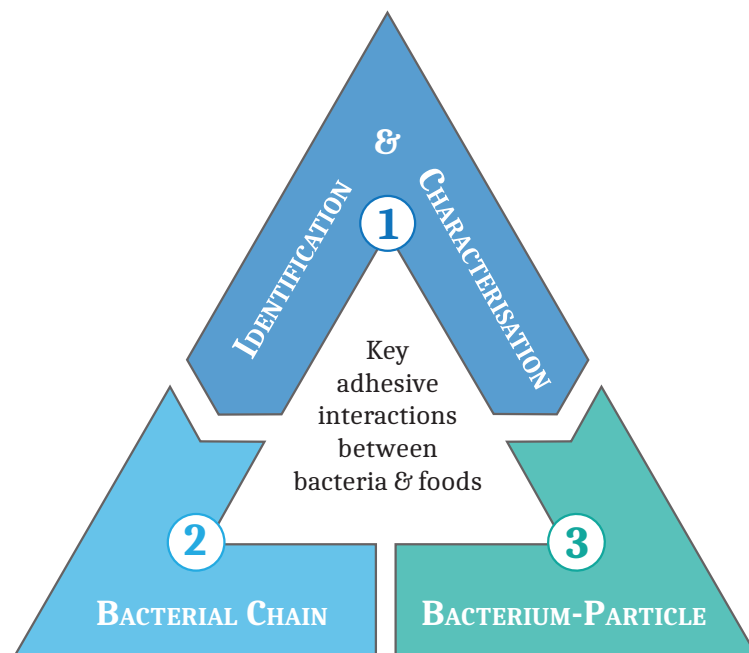 &
IDENTIFICATION
CHARACTERISATION
1
Key
adhesive
interactions
between
bacteria & foods
2
3
BACTERIAL CHAIN
BACTERIUM-PARTICLE